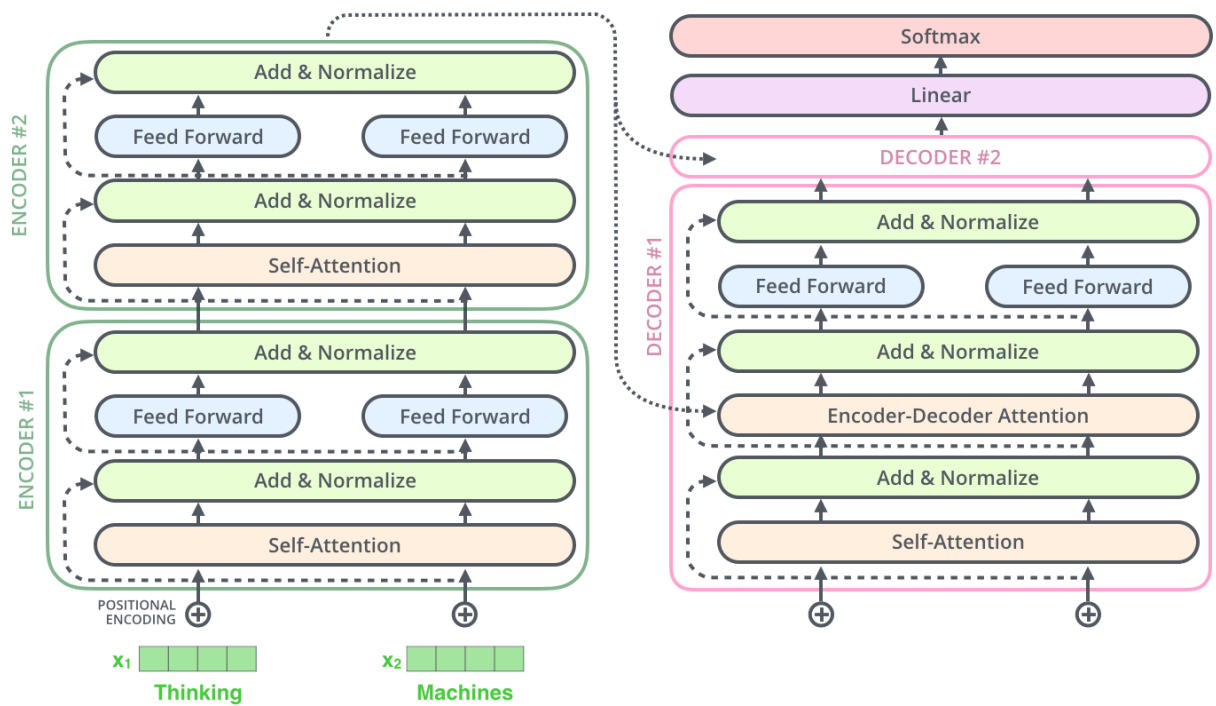 ENCODER #2
Add & Normalize
Feed Forward
Feed Forward
Add & Normalize
Self-Attention
ENCODER #1
Add & Normalize
Feed Forward
Feed Forward
Add & Normalize
Self-Attention
POSITIONAL
ENCODING
x1
x2
Thinking
Machines
Softmax
Linear
DECODER #2
DECODER #1
Add & Normalize
Feed Forward
Feed Forward
Add & Normalize
Encoder-Decoder Attention
Add & Normalize
Self-Attention